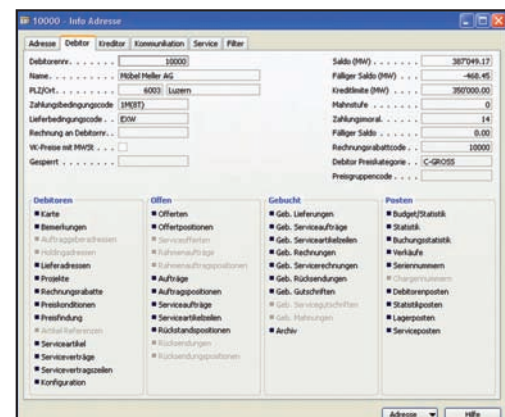 10000 - Info Adresse
Adresse Debitor Kreditor Kommunikation Service Filter
Debitorennr. . . . . . . . 10000
Name. . . . . . . . . . . Möbel Meller AG
PLZ/Ort. . . . . . . . . . 6003 Luzern
Zahlungsbedingungscode 1M(8T)
Lieferbedingungscode . . EXW
Rechnung an Debitornr. .
VK-Preise mit MWSt . . .
Gesperrt . . . . . . . .
Saldo (MW) . . . . . . . 387'049.17
Fälliger Saldo (MW) . . . -468.45
Kreditlimite (MW) . . . . 350'000.00
Mahnstufe . . . . . . . . 0
Zahlungsmoral. . . . . . 14
Fälliger Saldo . . . . . . 0.00
Rechnungsrabattcode . . 10000
Debitor Preiskategorie . . C-GROSS
Preisgruppencode . . . .
Debitoren
Karte
Bemerkungen
Auftraggeberadressen
Holdingadressen
Lieferadressen
Projekte
Rechnungsrabatte
Preiskonditionen
Preisfindung
Artikel Referenzen
Serviceartikel
Serviceverträge
Servicevertragszeilen
Konfiguration
Offen
Offerten
Offertpositionen
Serviceofferten
Rahmenaufträge
Rahmenauftragspositionen
Aufträge
Auftragspositionen
Serviceaufträge
Serviceartikelzeilen
Rückstandspositionen
Rücksendungen
Rücksendungspositionen
Gebucht
Geb. Lieferungen
Geb. Serviceaufträge
Geb. Serviceartikelzeilen
Geb. Rechnungen
Geb. Servicerechnungen
Geb. Rücksendungen
Geb. Gutschriften
Geb. Servicegutschriften
Geb. Mahnungen
Archiv
Posten
Budget/Statistik
Statistik
Buchungsstatistik
Verkäufe
Seriennummern
Chargennummern
Debitorenposten
Statistikposten
Lagerposten
Serviceposten
Adresse Hilfe